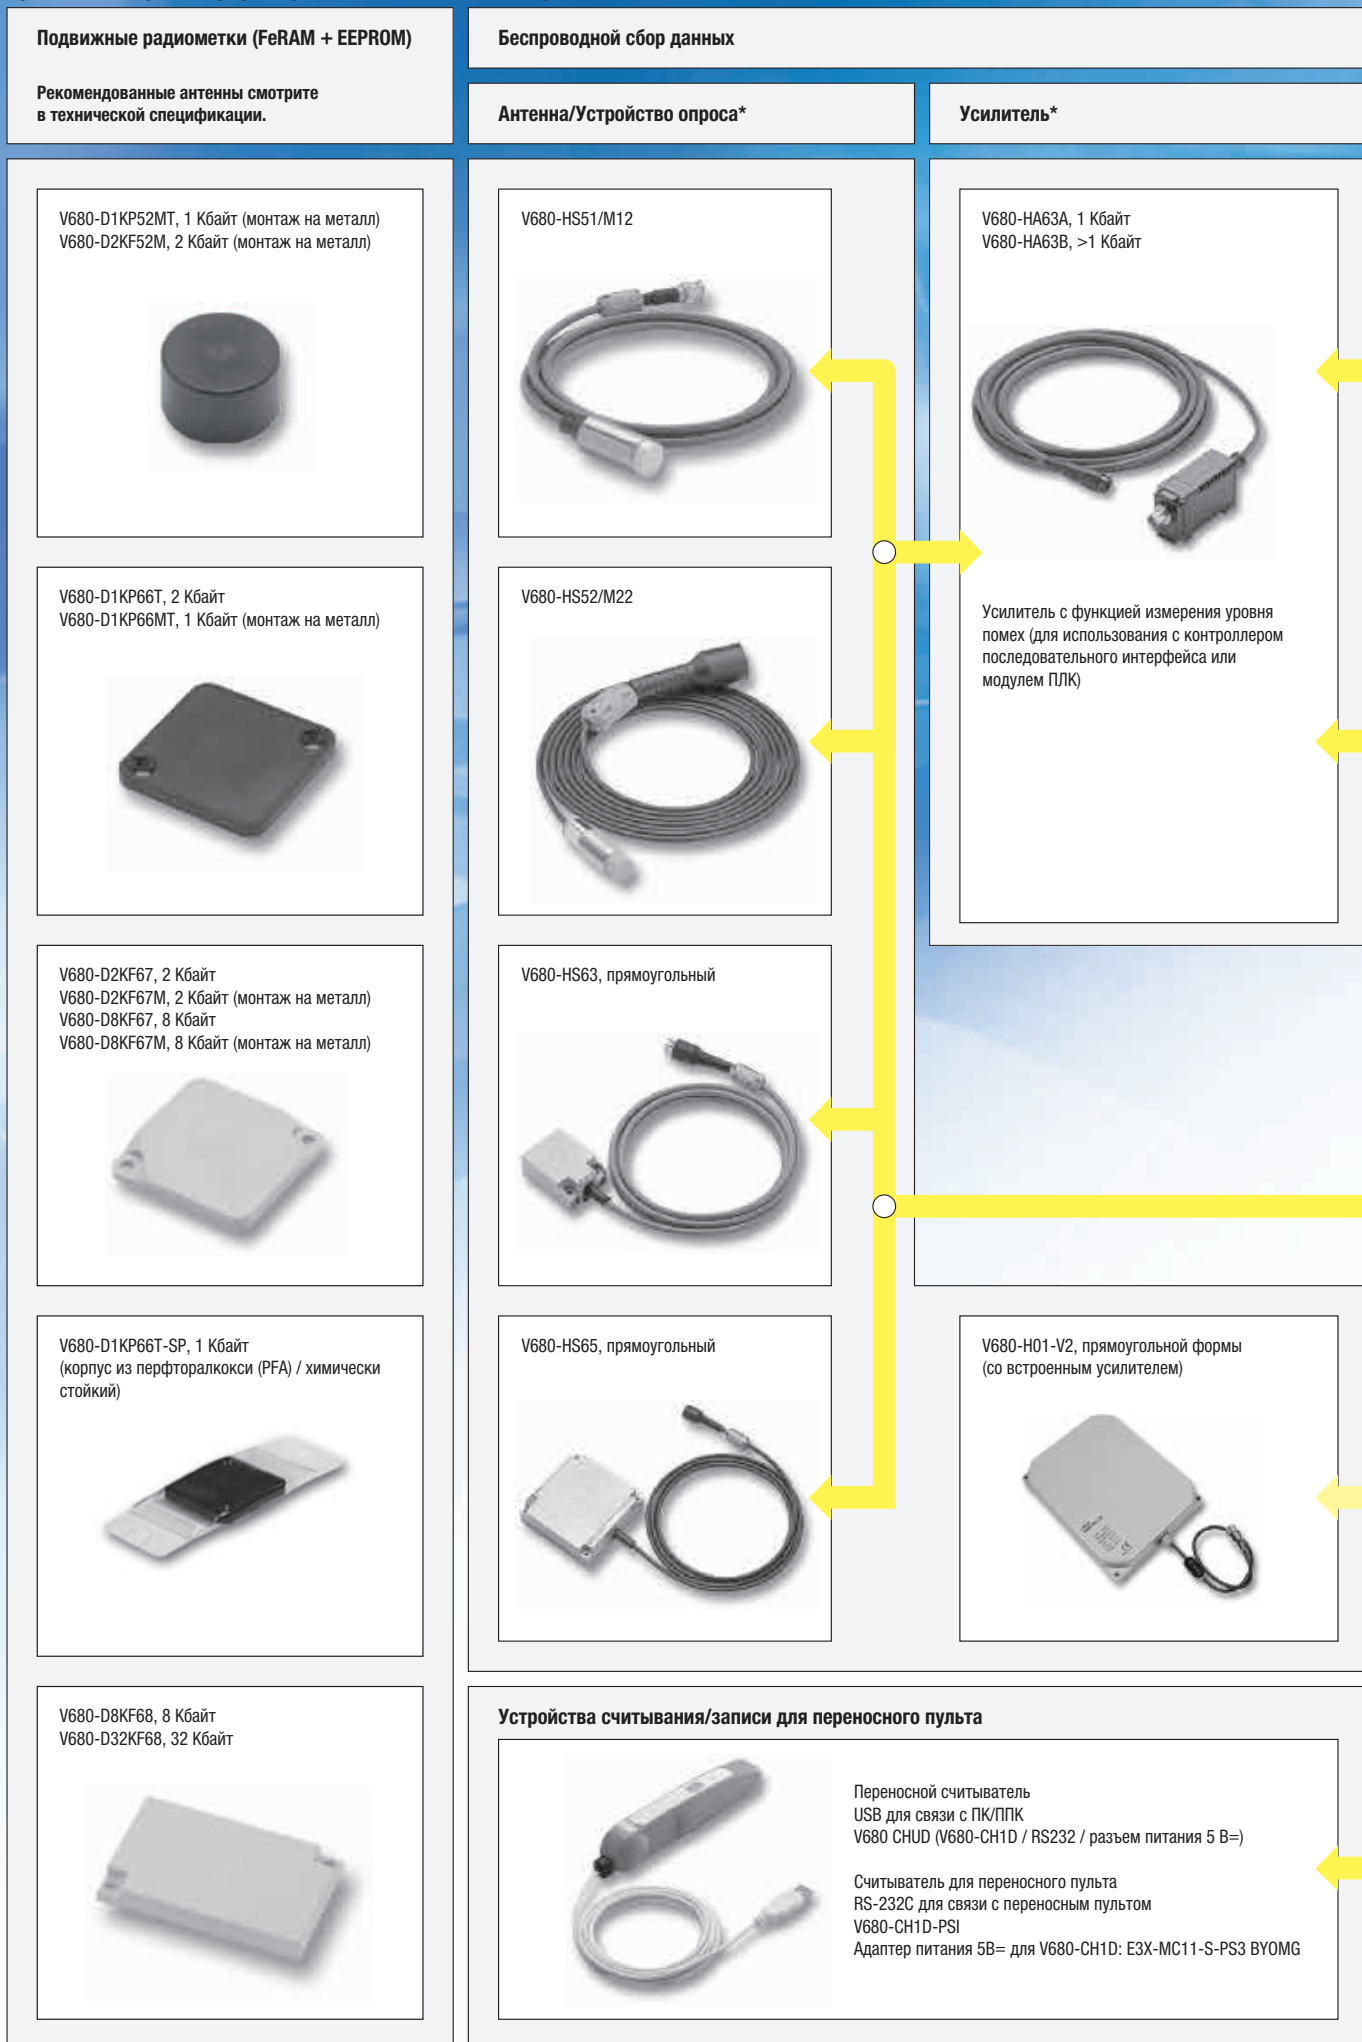 Подвижные радиометки (FeRAM + EEPROM)
Рекомендованные антенны смотрите
в технической спецификации.
Беспроводной сбор данных
Антенна/Устройство опроса*
Усилитель*
V680-D1KP52MT, 1 Кбайт (монтаж на металл)
V680-D2KF52M, 2 Кбайт (монтаж на металл)
V680-D1KP66T, 2 Кбайт
V680-D1KP66MT, 1 Кбайт (монтаж на металл)
V680-D2KF67, 2 Кбайт
V680-D2KF67M, 2 Кбайт (монтаж на металл)
V680-D8KF67, 8 Кбайт
V680-D8KF67M, 8 Кбайт (монтаж на металл)
V680-D1KP66T-SP, 1 Кбайт
(корпус из перфторалкокси (PFA) / химически
стойкий)
V680-D8KF68, 8 Кбайт
V680-D32KF68, 32 Кбайт
V680-HS51/M12
V680-HS52/M22
V680-HS63, прямоугольный
V680-HS65, прямоугольный
V680-HA63A, 1 Кбайт
V680-HA63B, >1 Кбайт
Усилитель с функцией измерения уровня
помех (для использования с контроллером
последовательного интерфейса или
модулем ПЛК)
V680-H01-V2, прямоугольной формы
(со встроенным усилителем)
Устройства считывания/записи для переносного пульта
Переносной считыватель
USB для связи с ПК/ППК
V680 CHUD (V680-CH1D / RS232 / разъем питания 5 В=)
Считыватель для переносного пульта
RS-232C для связи с переносным пультом
V680-CH1D-PSI
Адаптер питания 5В= для V680-CH1D: E3X-MC11-S-PS3 BYOMG